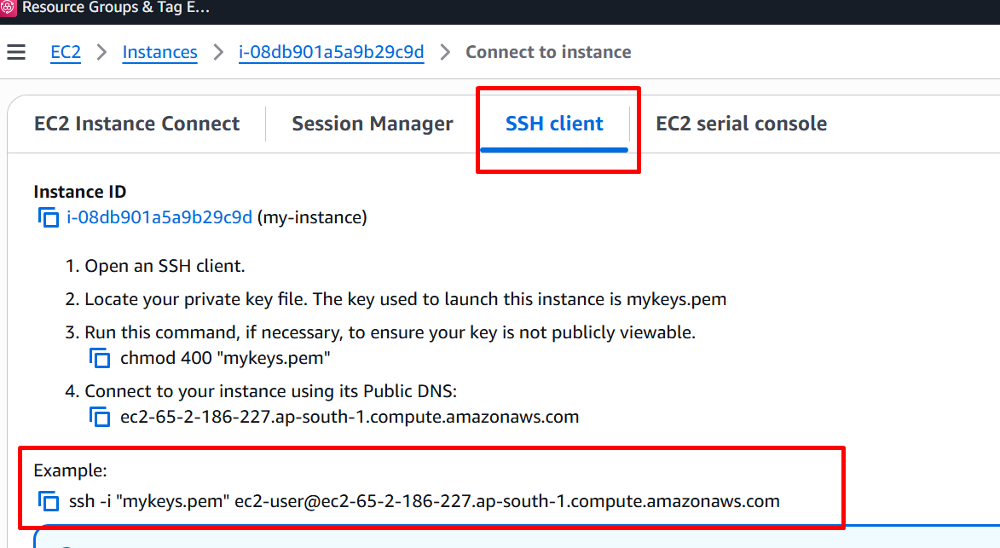 Resource Groups & Tag E...
EC2 > Instances > i-08db901a5a9b29c9d > Connect to instance
EC2 Instance Connect Session Manager SSH client EC2 serial console
Instance ID
i-08db901a5a9b29c9d (my-instance)
1. Open an SSH client.
2. Locate your private key file. The key used to launch this instance is mykeys.pem
3. Run this command, if necessary, to ensure your key is not publicly viewable.
chmod 400 "mykeys.pem"
4. Connect to your instance using its Public DNS:
ec2-65-2-186-227.ap-south-1.compute.amazonaws.com
Example:
ssh -i "mykeys.pem" ec2-user@ec2-65-2-186-227.ap-south-1.compute.amazonaws.com